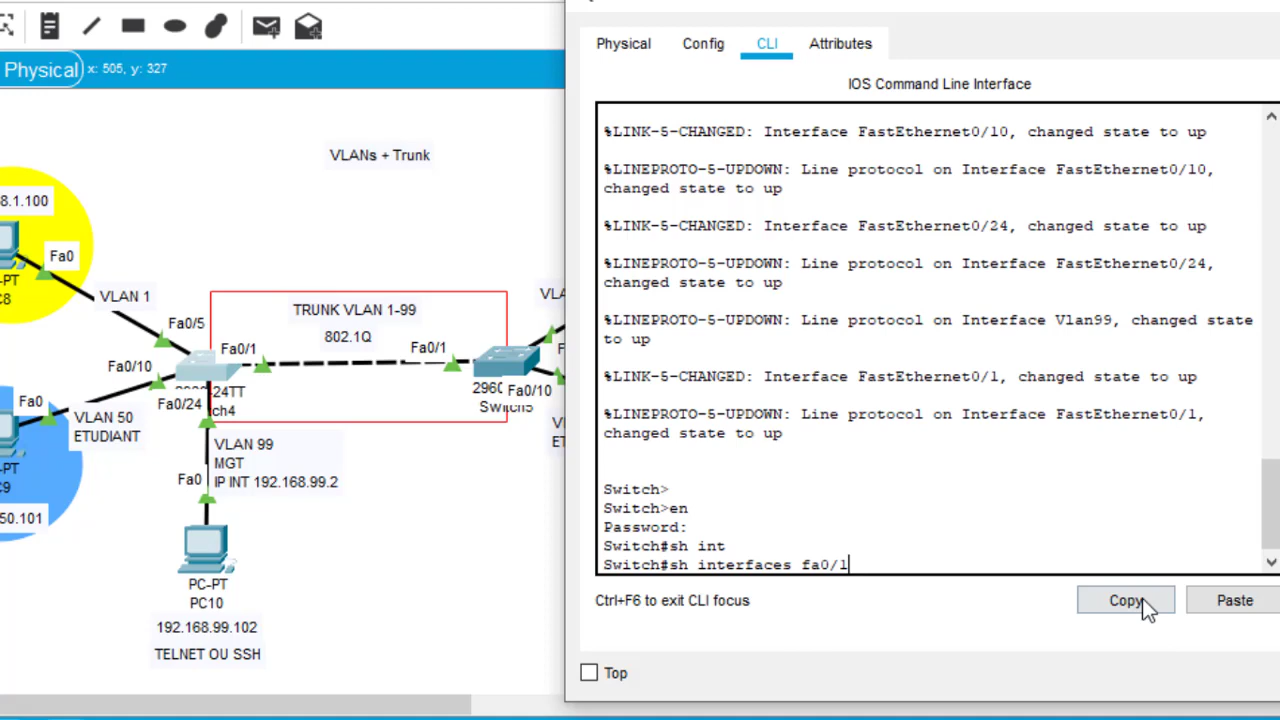 Physical
x: 505, y: 327
VLANs + Trunk
8.1.100
Fa0
-PT
C8
VLAN 1
Fa0/5
TRUNK VLAN 1-99
802.1Q
Fa0/1
Fa0/1
Fa0/10
Fa0/24
24TT
ch4
Fa0/10
VLAN 50
ETUDIANT
Fa0
-PT
C9
50.101
VLAN 99
MGT
IP INT 192.168.99.2
Fa0
PC-PT
PC10
192.168.99.102
TELNET OU SSH
Physical
Config
CLI
Attributes
IOS Command Line Interface
%LINK-5-CHANGED: Interface FastEthernet0/10, changed state to up
%LINEPROTO-5-UPDOWN: Line protocol on Interface FastEthernet0/10,
changed state to up
%LINK-5-CHANGED: Interface FastEthernet0/24, changed state to up
%LINEPROTO-5-UPDOWN: Line protocol on Interface FastEthernet0/24,
changed state to up
%LINEPROTO-5-UPDOWN: Line protocol on Interface Vlan99, changed state
to up
%LINK-5-CHANGED: Interface FastEthernet0/1, changed state to up
%LINEPROTO-5-UPDOWN: Line protocol on Interface FastEthernet0/1,
changed state to up
Switch>
Switch>en
Password:
Switch#sh int
Switch#sh interfaces fa0/1
Ctrl+F6 to exit CLI focus
Copy
Paste
Top